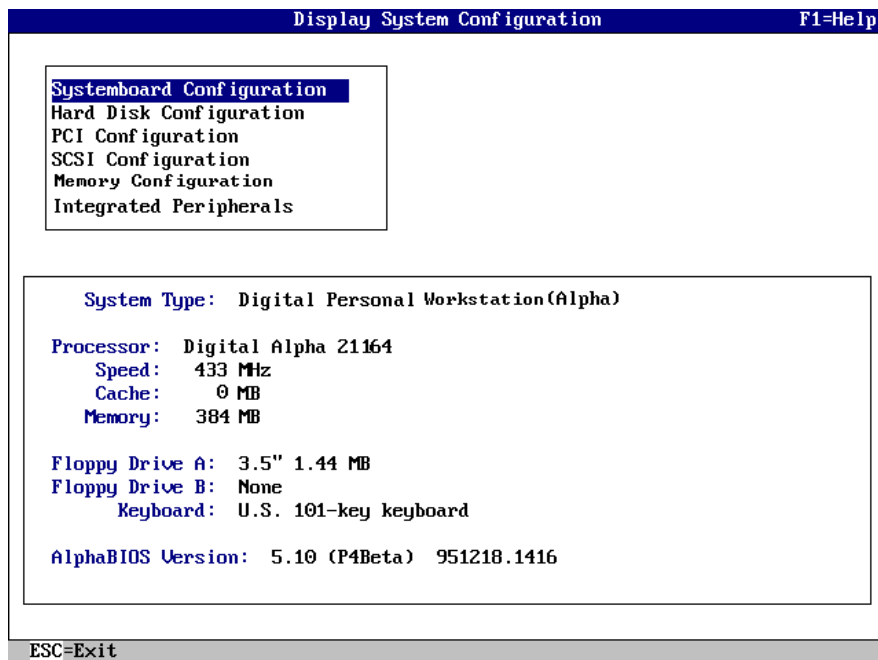 Display System Configuration F1=Help
Systemboard Configuration
Hard Disk Configuration
PCI Configuration
SCSI Configuration
Memory Configuration
Integrated Peripherals
System Type: Digital Personal Workstation(Alpha)
Processor: Digital Alpha 21164
Speed: 433 MHz
Cache: 0 MB
Memory: 384 MB
Floppy Drive A: 3.5" 1.44 MB
Floppy Drive B: None
Keyboard: U.S. 101-key keyboard
AlphaBIOS Version: 5.10 (P4Beta) 951218.1416
ESC=Exit